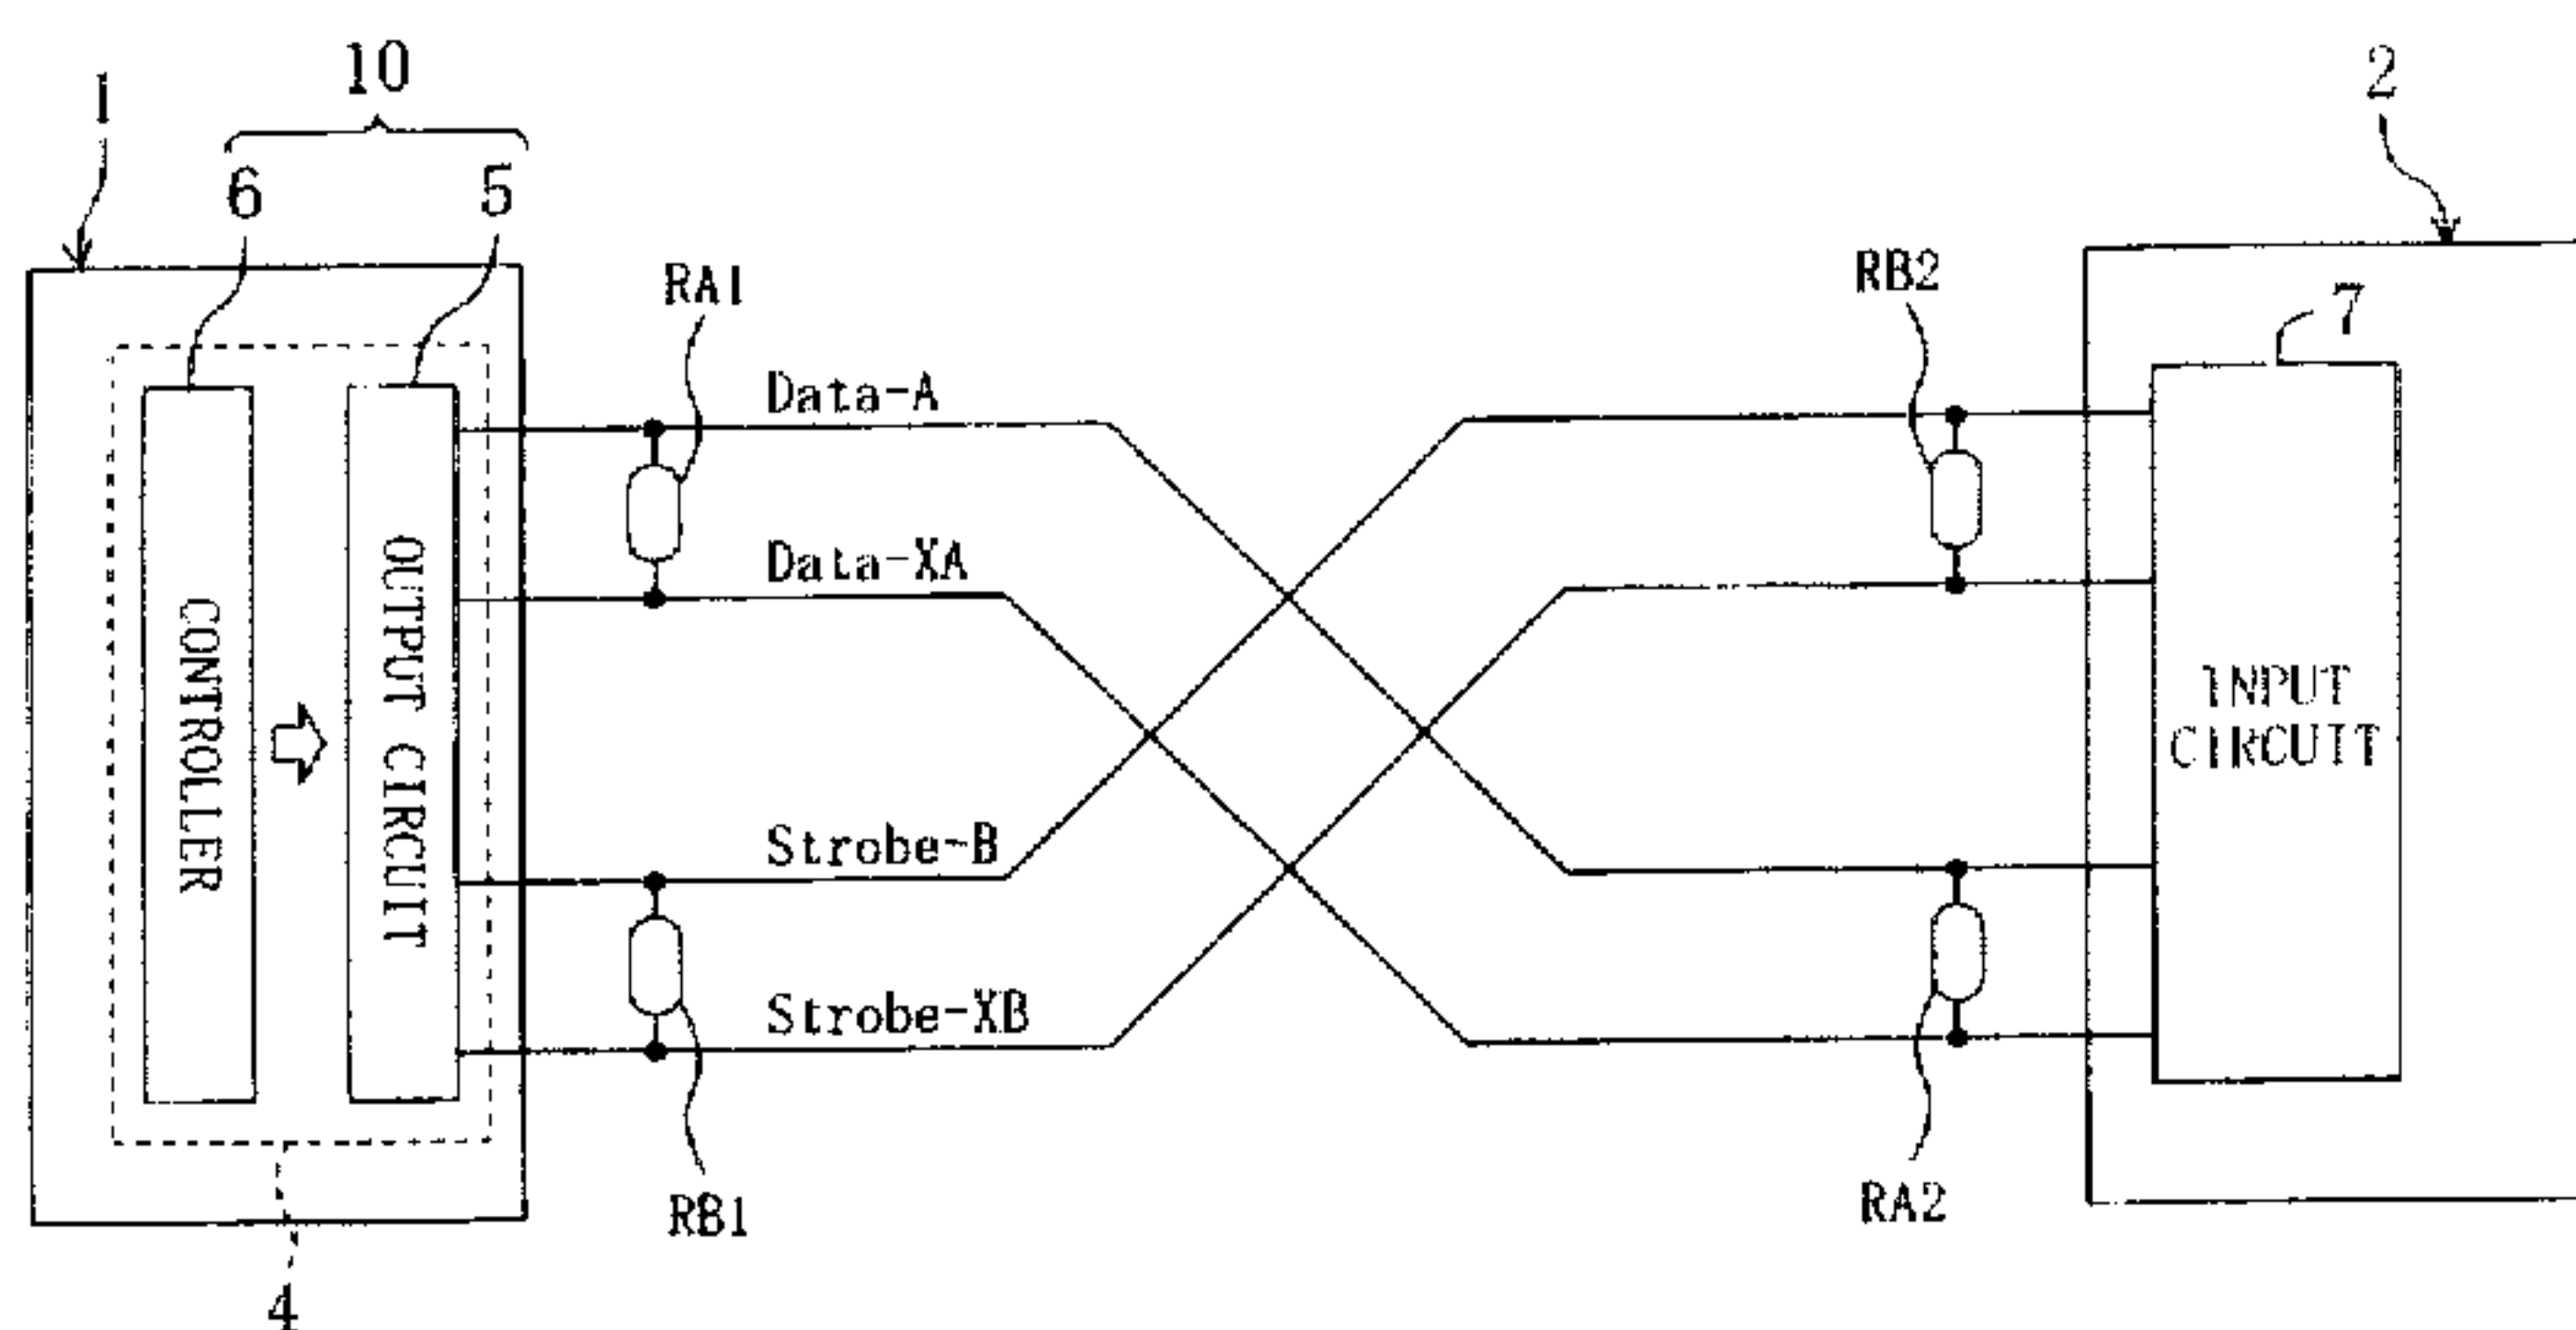 10
1
2
6
5
RA1
RB2
7
Data-A
Data-XA
CONTROLLER
OUTPUT CIRCUIT
INPUT
CIRCUIT
Strobe-B
Strobe-XB
RB1
RA2
4